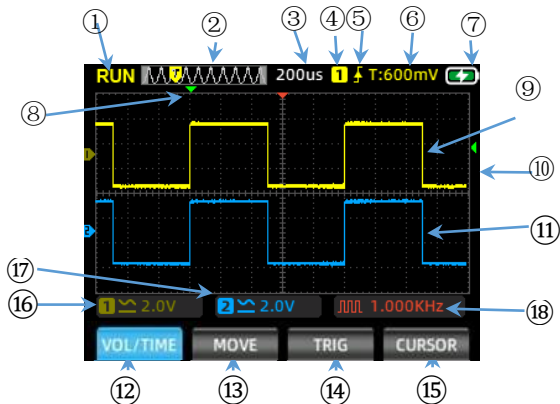 ① ② ③ ④ ⑤ ⑥ ⑦
RUN T 200us 1 T:600mV
⑧
⑨
1
⑩
2
⑪
⑰
⑯ 1 2.0V 2 2.0V 1.000KHz ⑱
VOL/TIME MOVE TRIG CURSOR
⑫ ⑬ ⑭ ⑮